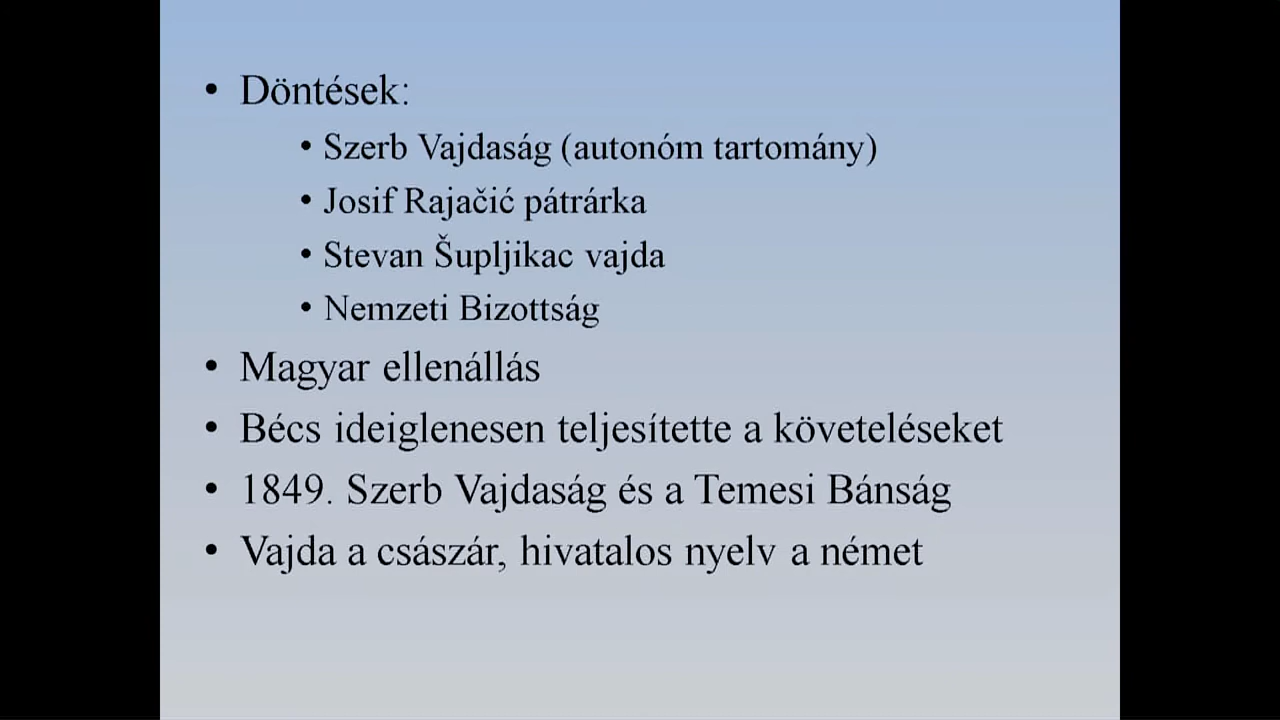 • Döntések:
• Szerb Vajdaság (autonóm tartomány)
• Josif Rajačić pátrárka
• Stevan Šupljikac vajda
• Nemzeti Bizottság
• Magyar ellenállás
• Bécs ideiglenesen teljesítette a követeléseket
• 1849. Szerb Vajdaság és a Temesi Bánság
• Vajda a császár, hivatalos nyelv a német